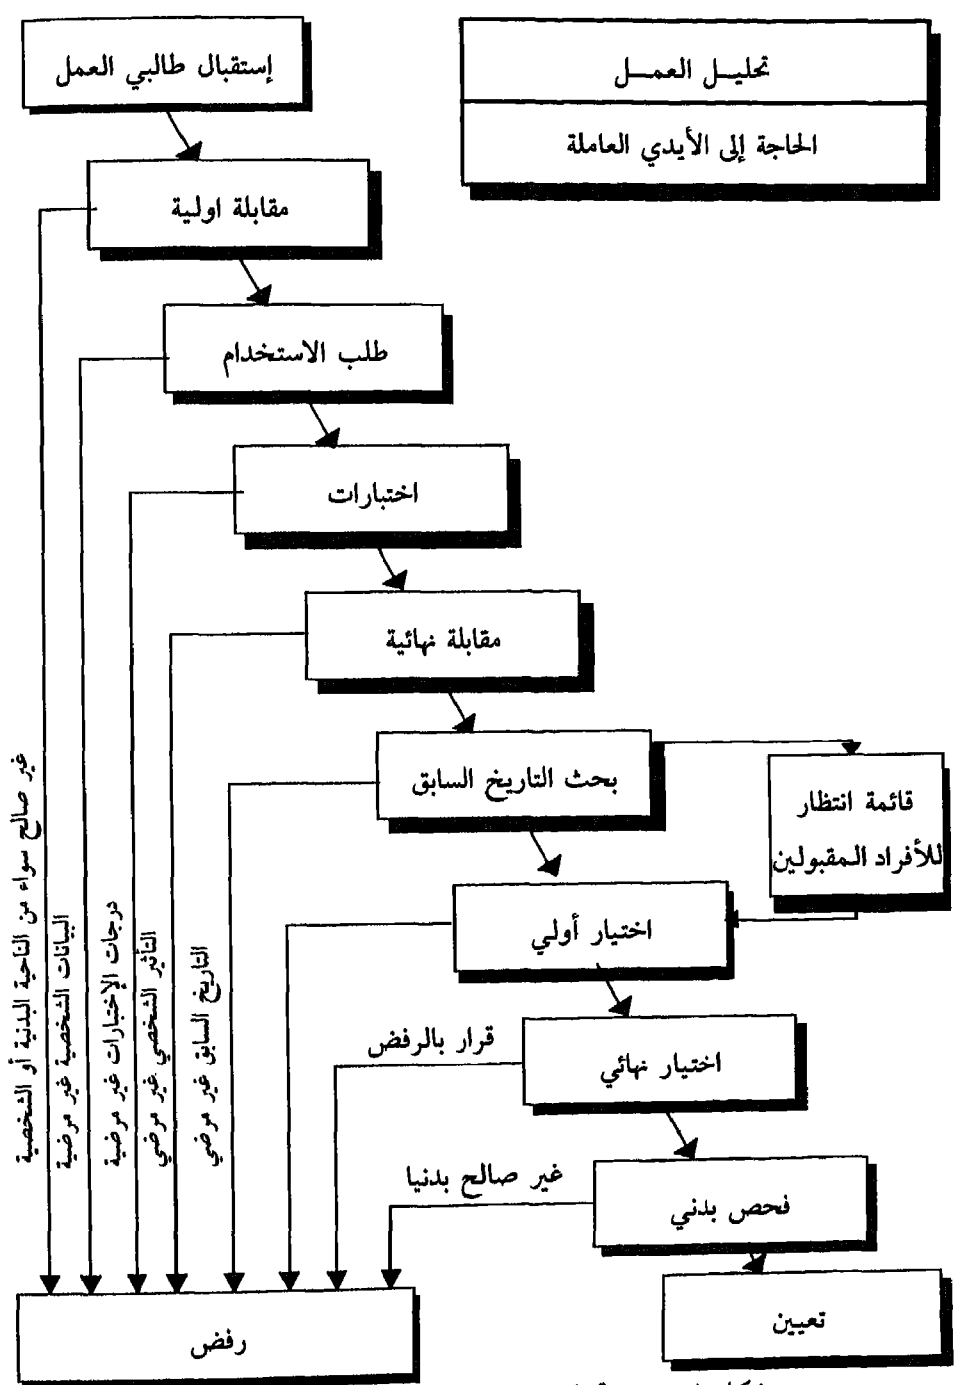 إستقبال طالبي العمل
تحليل العمل
الحاجة إلى الأيدي العاملة
مقابلة اولية
طلب الاستخدام
اختبارات
مقابلة نهائية
بحث التاريخ السابق
قائمة انتظار
للأفراد المقبولين
اختيار أولي
اختيار نهائي
قرار بالرفض
فحص بدني
غير صالح بدنيا
تعيين
رفض
غير صالح سواء من الناحية البدنية أو الشخصية
البيانات الشخصية غير مرضية
درجات الإختبارات غير مرضية
التأثير الشخصي غير مرضي
التاريخ السابق غير مرضي